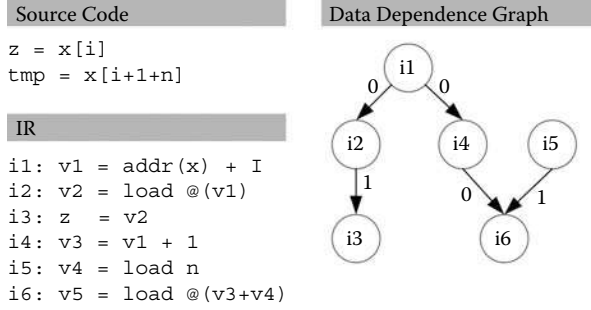 Source Code
z = x[i]
tmp = x[i+1+n]
IR
i1: v1 = addr(x) + I
i2: v2 = load @(v1)
i3: z = v2
i4: v3 = v1 + 1
i5: v4 = load n
i6: v5 = load @(v3+v4)
Data Dependence Graph
i1
0 0
i2 i4 i5
1 0 1
i3 i6